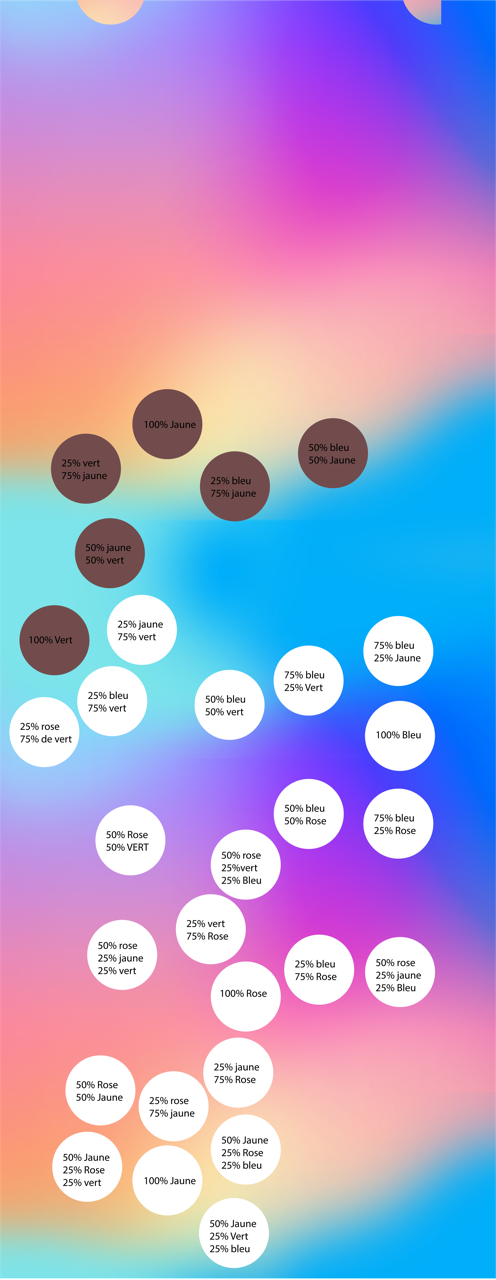 100% Jaune
50% bleu
50% Jaune
25% vert
75% jaune
25% bleu
75% jaune
50% jaune
50% vert
25% jaune
75% vert
100% Vert
75% bleu
25% Jaune
75% bleu
25% Vert
25% bleu
75% vert
50% bleu
50% vert
25% rose
75% de vert
100% Bleu
50% bleu
50% Rose
75% bleu
25% Rose
50% Rose
50% VERT
50% rose
25%vert
25% Bleu
25% vert
75% Rose
50% rose
25% jaune
25% vert
25% bleu
75% Rose
50% rose
25% jaune
25% Bleu
100% Rose
25% jaune
75% Rose
50% Rose
50% Jaune
25% rose
75% jaune
50% Jaune
25% Rose
25% bleu
50% Jaune
25% Rose
25% vert
100% Jaune
50% Jaune
25% Vert
25% bleu